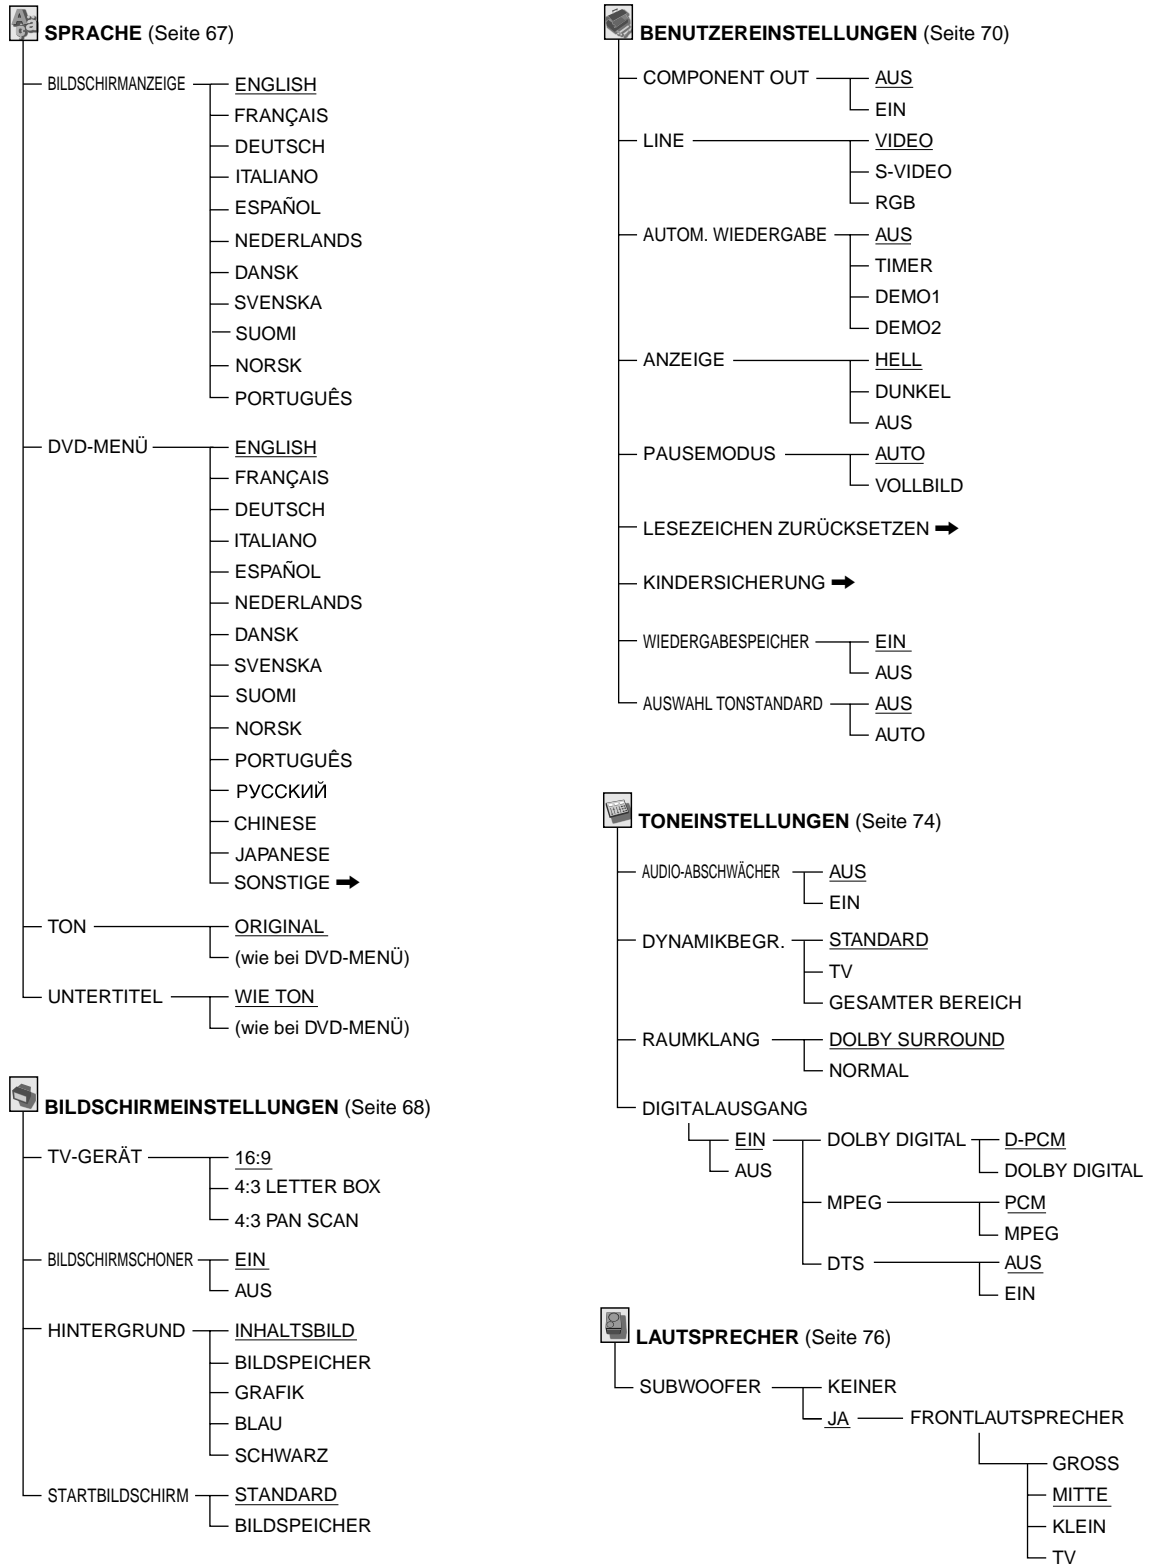 SPRACHE (Seite 67)
BILDSCHIRMANZEIGE
ENGLISH
FRANÇAIS
DEUTSCH
ITALIANO
ESPAÑOL
NEDERLANDS
DANSK
SVENSKA
SUOMI
NORSK
PORTUGUÊS
DVD-MENÜ
ENGLISH
FRANÇAIS
DEUTSCH
ITALIANO
ESPAÑOL
NEDERLANDS
DANSK
SVENSKA
SUOMI
NORSK
PORTUGUÊS
РУССКИЙ
CHINESE
JAPANESE
SONSTIGE ➡
TON
ORIGINAL
(wie bei DVD-MENÜ)
UNTERTITEL
WIE TON
(wie bei DVD-MENÜ)
BILDSCHIRMEINSTELLUNGEN (Seite 68)
TV-GERÄT
16:9
4:3 LETTER BOX
4:3 PAN SCAN
BILDSCHIRMSCHONER
EIN
AUS
HINTERGRUND
INHALTSBILD
BILDSPEICHER
GRAFIK
BLAU
SCHWARZ
STARTBILDSCHIRM
STANDARD
BILDSPEICHER
BENUTZEREINSTELLUNGEN (Seite 70)
COMPONENT OUT
AUS
EIN
LINE
VIDEO
S-VIDEO
RGB
AUTOM. WIEDERGABE
AUS
TIMER
DEMO1
DEMO2
ANZEIGE
HELL
DUNKEL
AUS
PAUSEMODUS
AUTO
VOLLBILD
LESEZEICHEN ZURÜCKSETZEN ➡
KINDERSICHERUNG ➡
WIEDERGABESPEICHER
EIN
AUS
AUSWAHL TONSTANDARD
AUS
AUTO
TONEINSTELLUNGEN (Seite 74)
AUDIO-ABSCHWÄCHER
AUS
EIN
DYNAMIKBEGR.
STANDARD
TV
GESAMTER BEREICH
RAUMKLANG
DOLBY SURROUND
NORMAL
DIGITALAUSGANG
EIN
AUS
DOLBY DIGITAL
D-PCM
DOLBY DIGITAL
MPEG
PCM
MPEG
DTS
AUS
EIN
LAUTSPRECHER (Seite 76)
SUBWOOFER
KEINER
JA
FRONTLAUTSPRECHER
GROSS
MITTE
KLEIN
TV